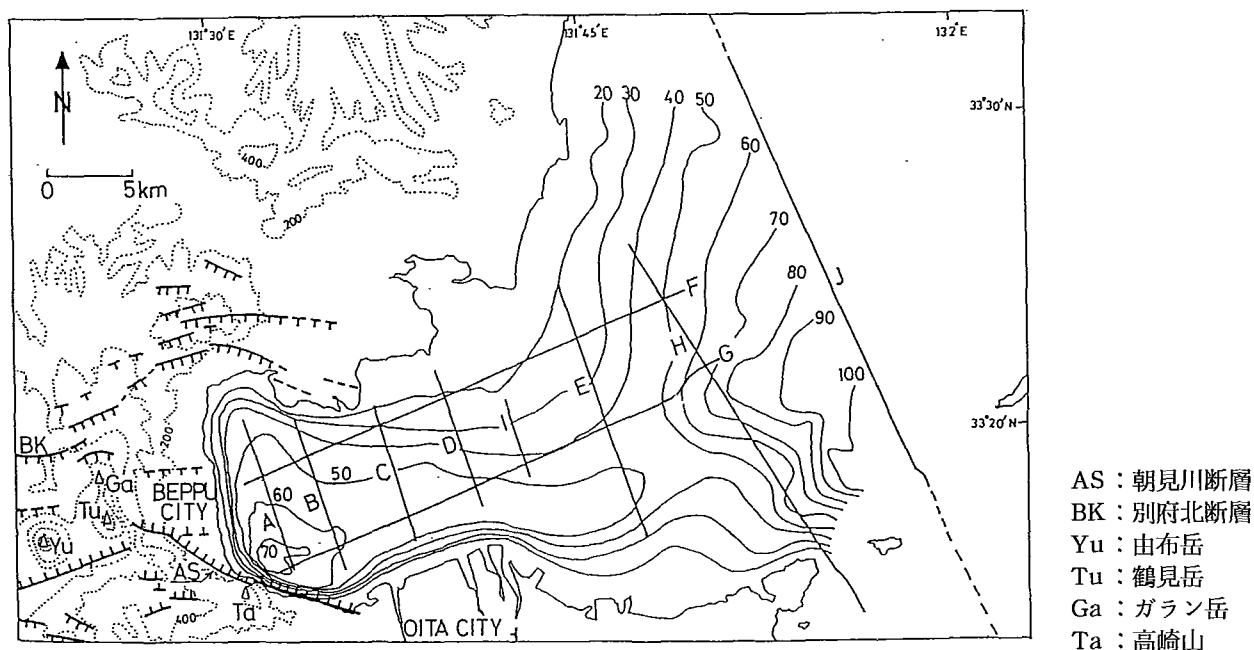 131°30′E
131°45′E
132°E
N
0 5km
33°30′N
33°20′N
20
30
40
50
60
70
80
90
100
400
200
200
400
50
60
70
A
B
C
D
E
F
G
H
I
J
BK
Ga
Tu
Yu
BEPPU
CITY
AS
Ta
OITA CITY
AS：朝見川断層
BK：別府北断層
Yu：由布岳
Tu：鶴見岳
Ga：ガラン岳
Ta：高崎山